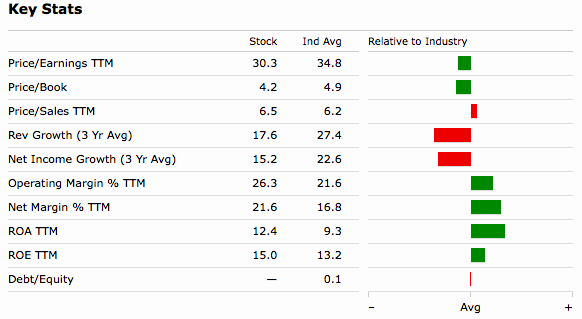 Key Stats
Stock Ind Avg Relative to Industry
Price/Earnings TTM 30.3 34.8
Price/Book 4.2 4.9
Price/Sales TTM 6.5 6.2
Rev Growth (3 Yr Avg) 17.6 27.4
Net Income Growth (3 Yr Avg) 15.2 22.6
Operating Margin % TTM 26.3 21.6
Net Margin % TTM 21.6 16.8
ROA TTM 12.4 9.3
ROE TTM 15.0 13.2
Debt/Equity — 0.1
– Avg +